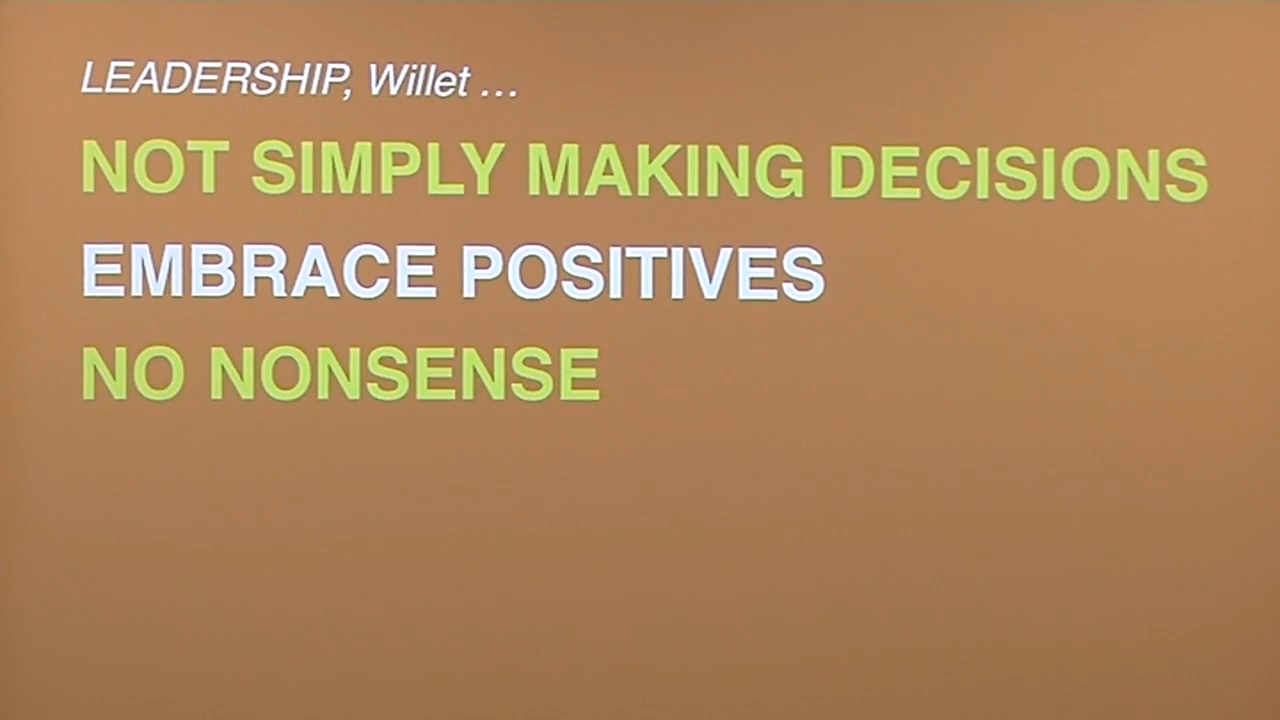 LEADERSHIP, Willet ...
NOT SIMPLY MAKING DECISIONS
EMBRACE POSITIVES
NO NONSENSE